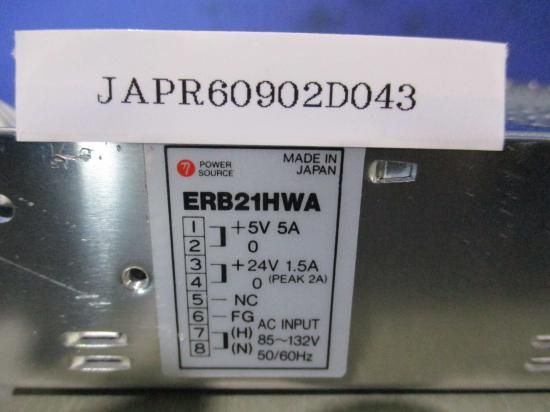 JAPR60902D043
η POWER SOURCE MADE IN JAPAN
ERB21HWA
1 +5V 5A
2 0
3 +24V 1.5A
4 0 (PEAK 2A)
5 - NC
6 - FG AC INPUT
7 (H) 85~132V
8 (N) 50/60Hz